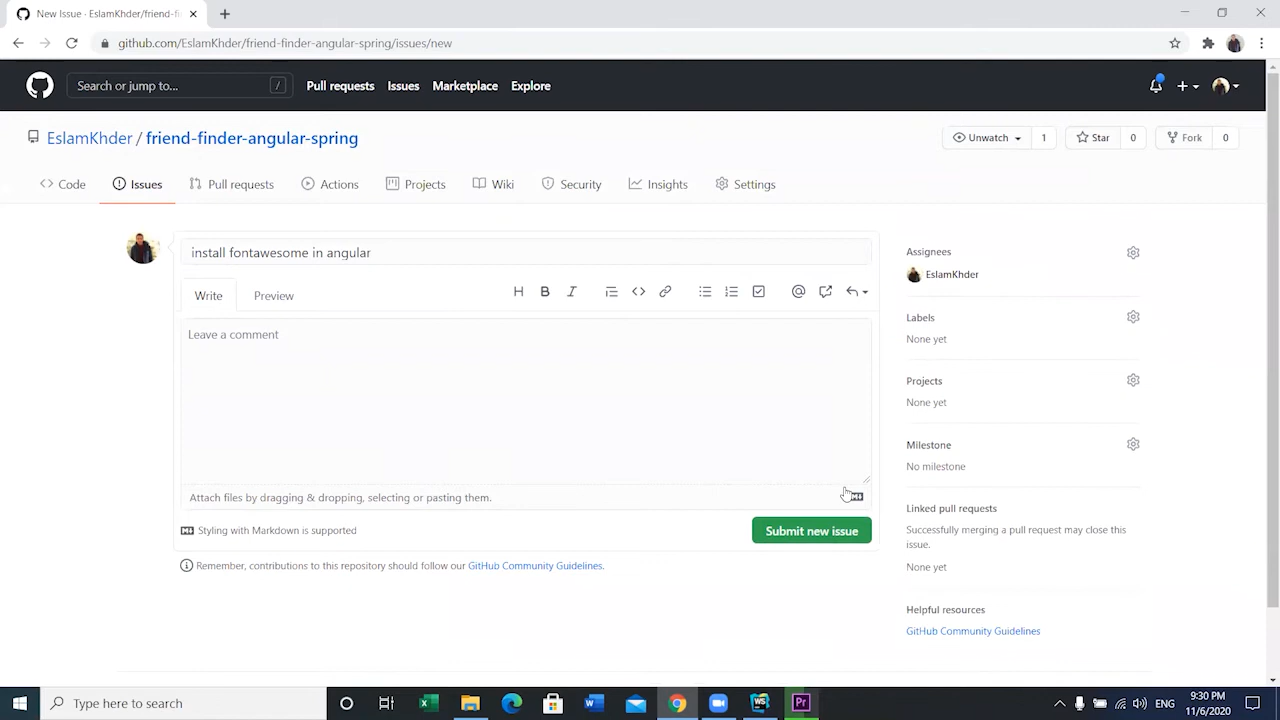 New Issue · EslamKhder/friend-fi
github.com/EslamKhder/friend-finder-angular-spring/issues/new
Search or jump to... /
Pull requests Issues Marketplace Explore
EslamKhder / friend-finder-angular-spring
Unwatch 1 Star 0 Fork 0
Code Issues Pull requests Actions Projects Wiki Security Insights Settings
install fontawesome in angular
Write Preview
Leave a comment
Attach files by dragging & dropping, selecting or pasting them.
Styling with Markdown is supported
Submit new issue
Remember, contributions to this repository should follow our GitHub Community Guidelines.
Assignees
EslamKhder
Labels
None yet
Projects
None yet
Milestone
No milestone
Linked pull requests
Successfully merging a pull request may close this
issue.
None yet
Helpful resources
GitHub Community Guidelines
Type here to search
ENG
9:30 PM
11/6/2020